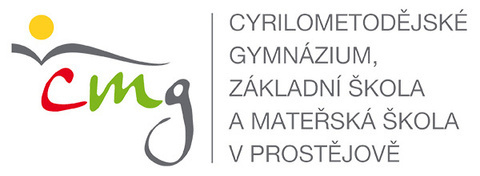 cmg
CYRILOMETODĚJSKÉ
GYMNÁZIUM,
ZÁKLADNÍ ŠKOLA
A MATEŘSKÁ ŠKOLA
V PROSTĚJOVĚ